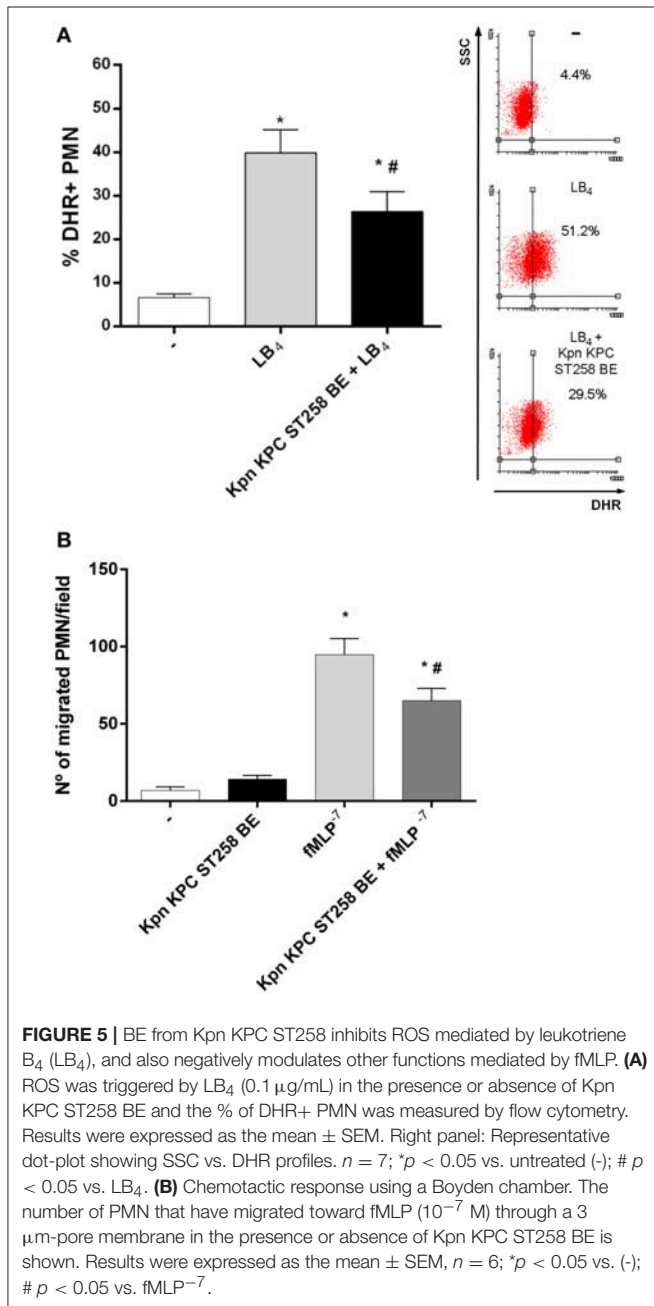 A
% DHR+ PMN
60
50
40
30
20
10
0
*
* #
-
LB₄
Kpn KPC ST258 BE + LB₄
SSC
-
4.4%
10000
LB₄
51.2%
10000
LB₄ +
Kpn KPC
ST258 BE
29.5%
10000
DHR
B
Nº of migrated PMN/field
150
100
50
0
*
* #
-
Kpn KPC ST258 BE
fMLP⁻⁷
Kpn KPC ST258 BE + fMLP⁻⁷
FIGURE 5 | BE from Kpn KPC ST258 inhibits ROS mediated by leukotriene
B₄ (LB₄), and also negatively modulates other functions mediated by fMLP. (A)
ROS was triggered by LB₄ (0.1 µg/mL) in the presence or absence of Kpn
KPC ST258 BE and the % of DHR+ PMN was measured by flow cytometry.
Results were expressed as the mean ± SEM. Right panel: Representative
dot-plot showing SSC vs. DHR profiles. n = 7; *p < 0.05 vs. untreated (-); # p
< 0.05 vs. LB₄. (B) Chemotactic response using a Boyden chamber. The
number of PMN that have migrated toward fMLP (10⁻⁷ M) through a 3
µm-pore membrane in the presence or absence of Kpn KPC ST258 BE is
shown. Results were expressed as the mean ± SEM, n = 6; *p < 0.05 vs. (-);
# p < 0.05 vs. fMLP⁻⁷.